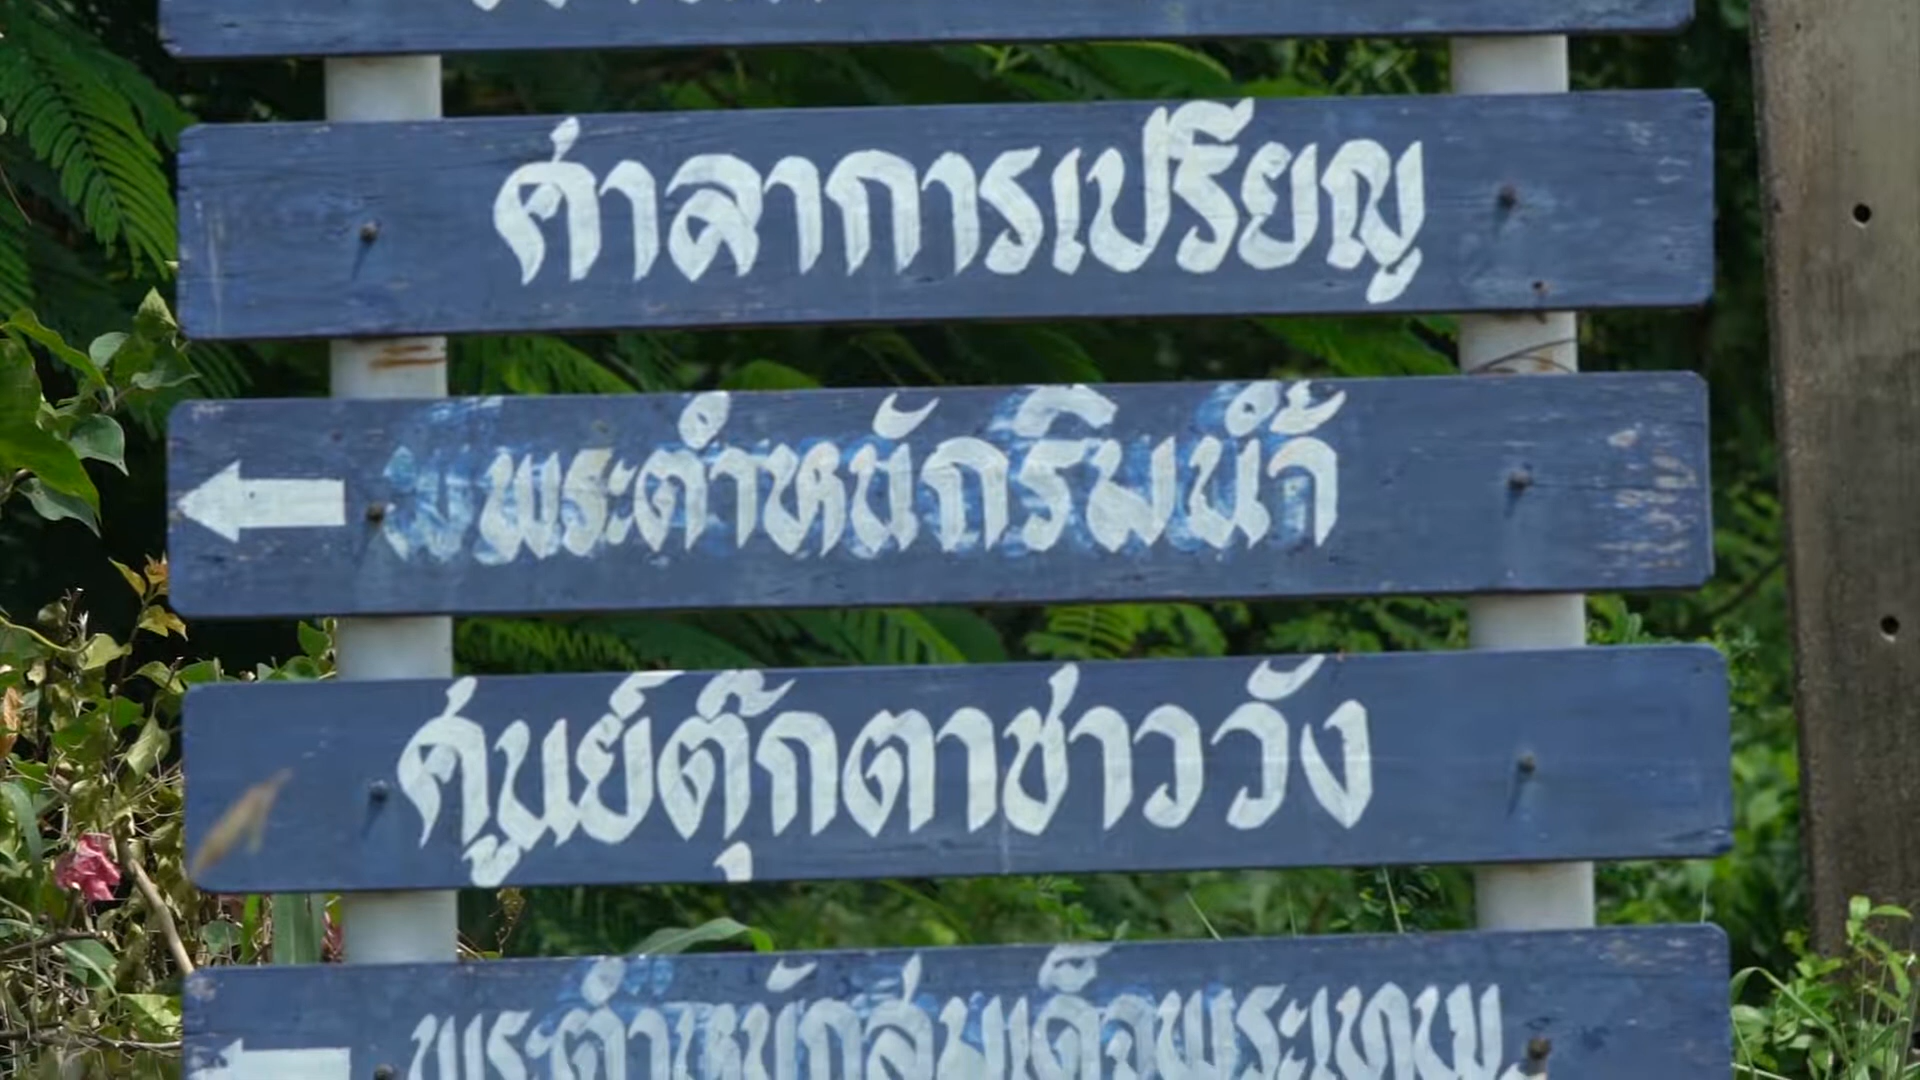 ศาลาการเปรียญ
พระตำหนักริมน้ำ
ศูนย์ตุ๊กตาชาววัง
พระตำหนักสมเด็จพระเทพ